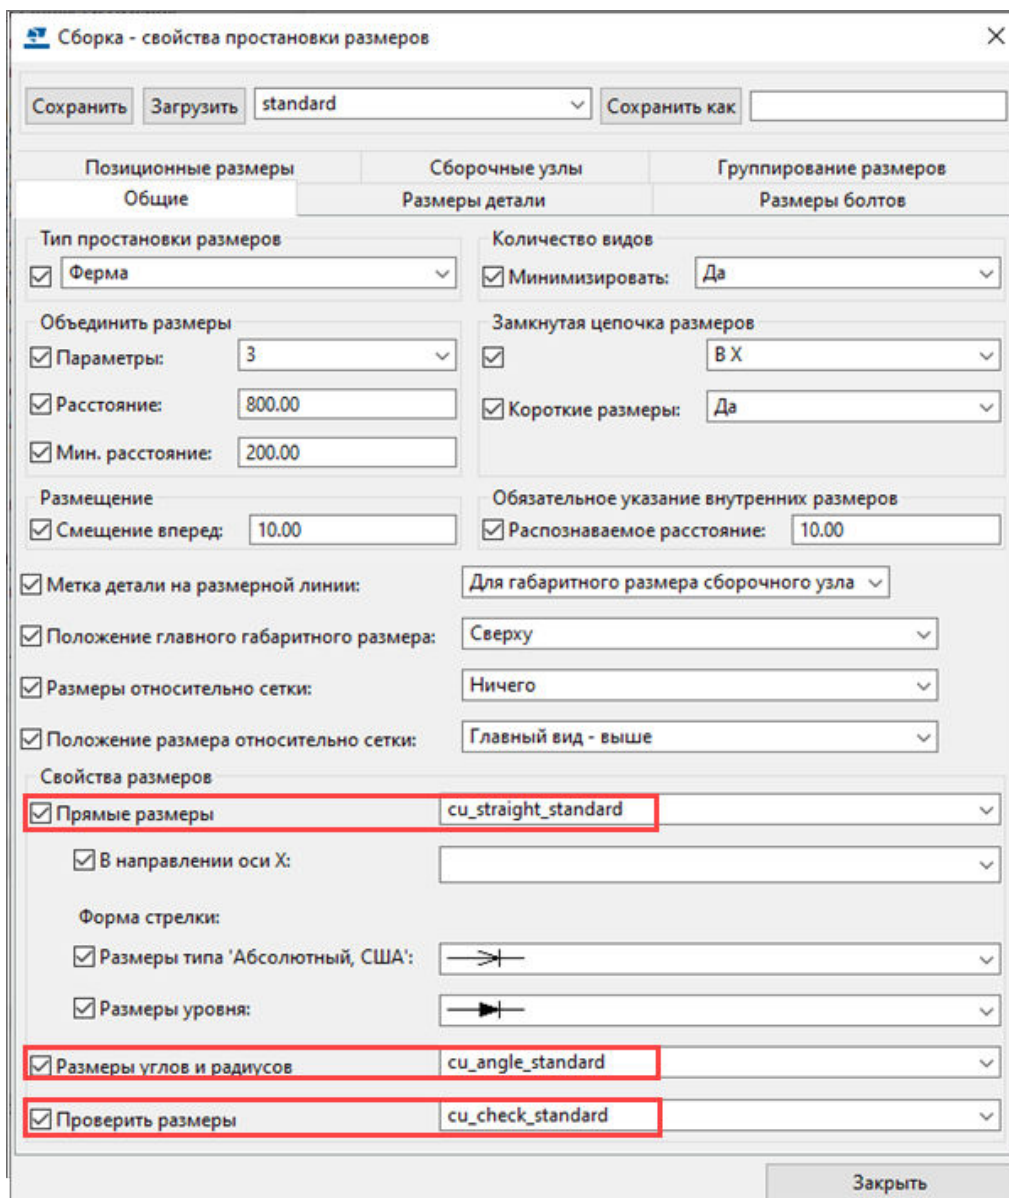 Сборка - свойства простановки размеров
Сохранить Загрузить standard Сохранить как
Позиционные размеры Сборочные узлы Группирование размеров
Общие Размеры детали Размеры болтов
Тип простановки размеров Количество видов
Ферма Минимизировать: Да
Объединить размеры Замкнутая цепочка размеров
Параметры: 3 В X
Расстояние: 800.00 Короткие размеры: Да
Мин. расстояние: 200.00
Размещение Обязательное указание внутренних размеров
Смещение вперед: 10.00 Распознаваемое расстояние: 10.00
Метка детали на размерной линии: Для габаритного размера сборочного узла
Положение главного габаритного размера: Сверху
Размеры относительно сетки: Ничего
Положение размера относительно сетки: Главный вид - выше
Свойства размеров
Прямые размеры cu_straight_standard
В направлении оси X:
Форма стрелки:
Размеры типа 'Абсолютный, США':
Размеры уровня:
Размеры углов и радиусов cu_angle_standard
Проверить размеры cu_check_standard
Закрыть